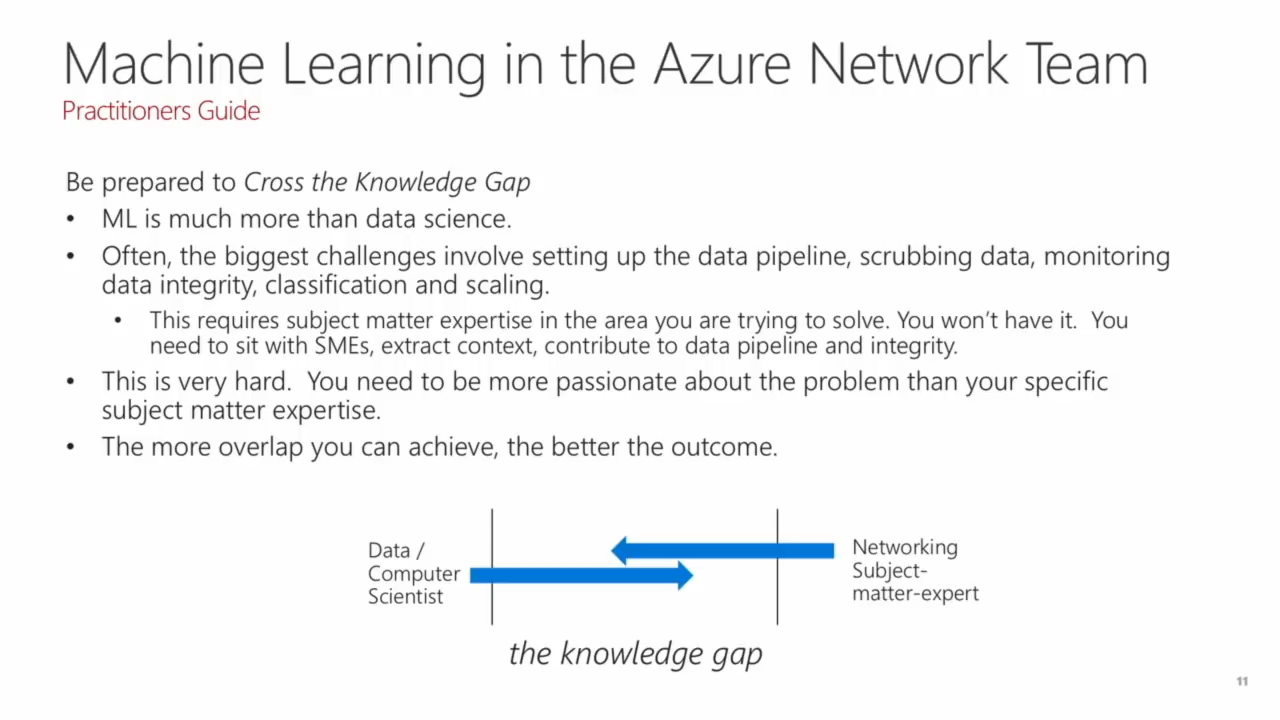 Machine Learning in the Azure Network Team
Practitioners Guide
Be prepared to Cross the Knowledge Gap
• ML is much more than data science.
• Often, the biggest challenges involve setting up the data pipeline, scrubbing data, monitoring
data integrity, classification and scaling.
• This requires subject matter expertise in the area you are trying to solve. You won't have it.  You
need to sit with SMEs, extract context, contribute to data pipeline and integrity.
• This is very hard.  You need to be more passionate about the problem than your specific
subject matter expertise.
• The more overlap you can achieve, the better the outcome.
Data /
Computer
Scientist
Networking
Subject-
matter-expert
the knowledge gap
11